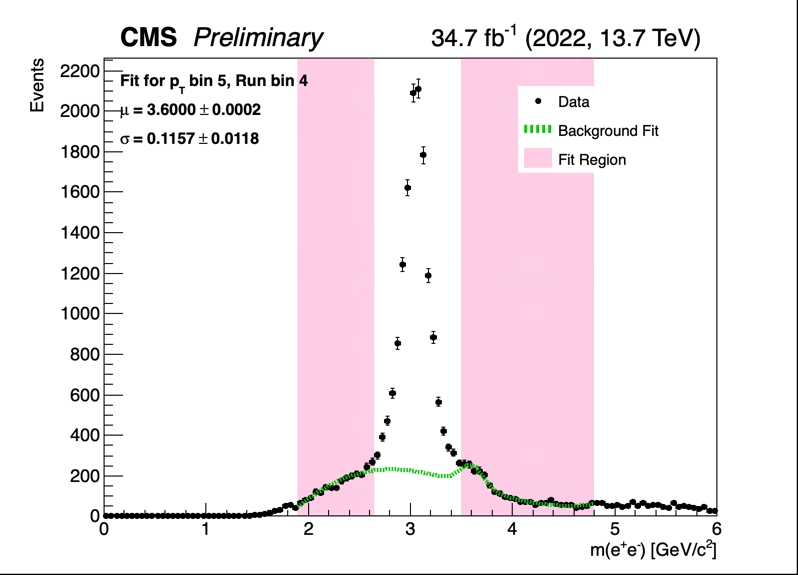 CMS Preliminary 34.7 fb⁻¹ (2022, 13.7 TeV)
Events
2200
2000
1800
1600
1400
1200
1000
800
600
400
200
0
Fit for p_T bin 5, Run bin 4
μ = 3.6000 ± 0.0002
σ = 0.1157 ± 0.0118
Data
Background Fit
Fit Region
0 1 2 3 4 5 6
m(e⁺e⁻) [GeV/c²]